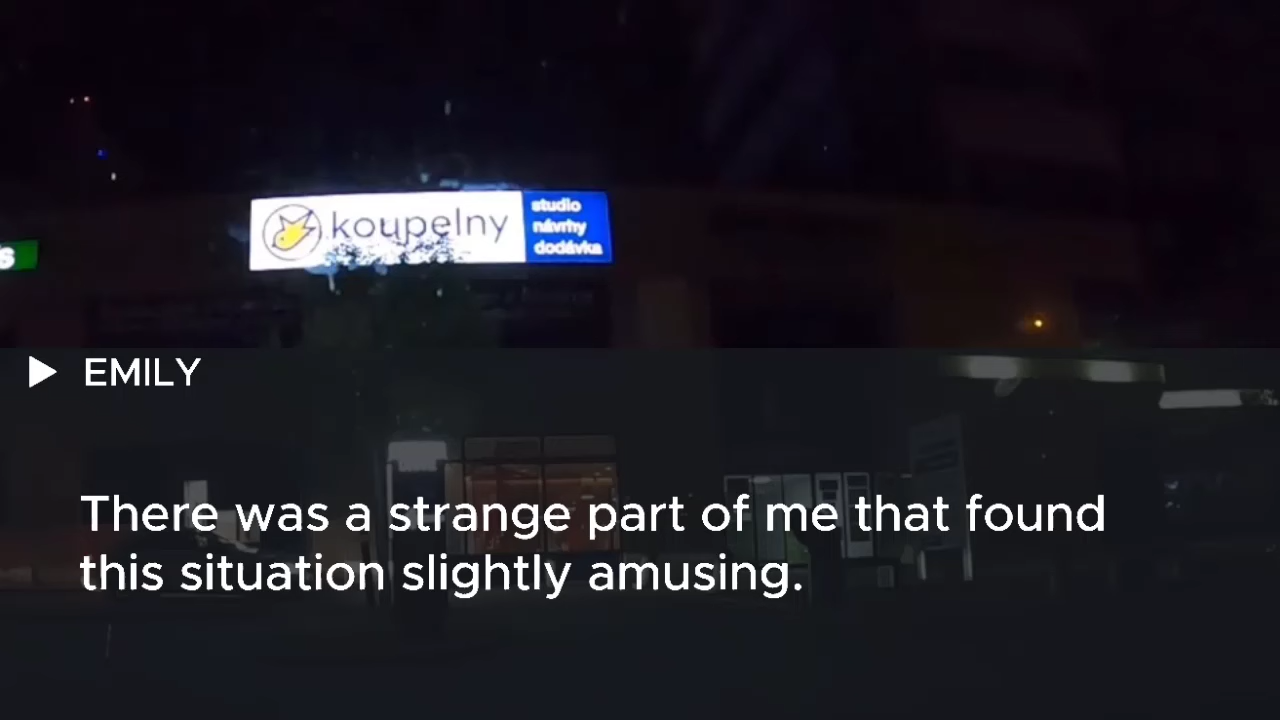 koupelny
studio
návrhy
dodávka
S
EMILY
There was a strange part of me that found
this situation slightly amusing.